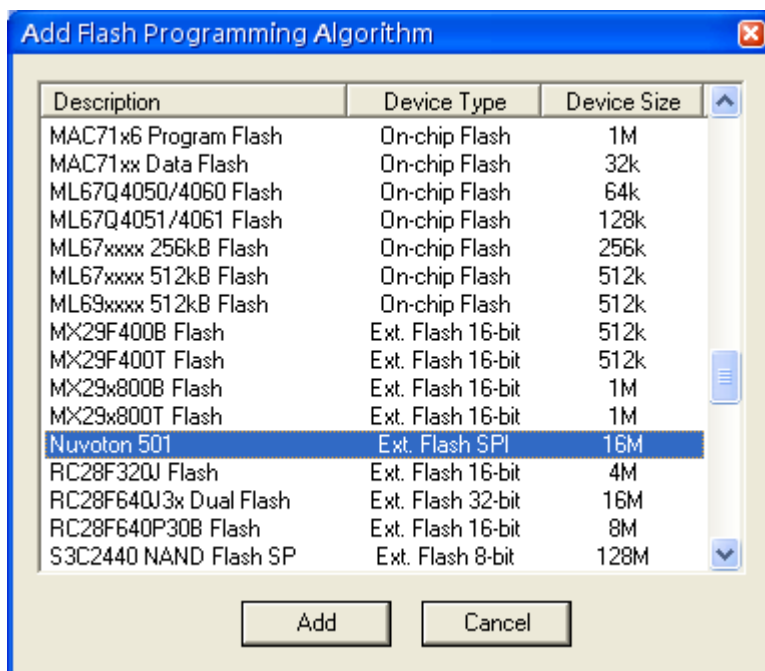 Add Flash Programming Algorithm
Description Device Type Device Size
MAC71x6 Program Flash On-chip Flash 1M
MAC71xx Data Flash On-chip Flash 32k
ML67Q4050/4060 Flash On-chip Flash 64k
ML67Q4051/4061 Flash On-chip Flash 128k
ML67xxxx 256kB Flash On-chip Flash 256k
ML67xxxx 512kB Flash On-chip Flash 512k
ML69xxxx 512kB Flash On-chip Flash 512k
MX29F400B Flash Ext. Flash 16-bit 512k
MX29F400T Flash Ext. Flash 16-bit 512k
MX29x800B Flash Ext. Flash 16-bit 1M
MX29x800T Flash Ext. Flash 16-bit 1M
Nuvoton 501 Ext. Flash SPI 16M
RC28F320J Flash Ext. Flash 16-bit 4M
RC28F640J3x Dual Flash Ext. Flash 32-bit 16M
RC28F640P30B Flash Ext. Flash 16-bit 8M
S3C2440 NAND Flash SP Ext. Flash 8-bit 128M
Add Cancel